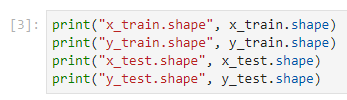 [3]: print("x_train.shape", x_train.shape)
print("y_train.shape", y_train.shape)
print("x_test.shape", x_test.shape)
print("y_test.shape", y_test.shape)